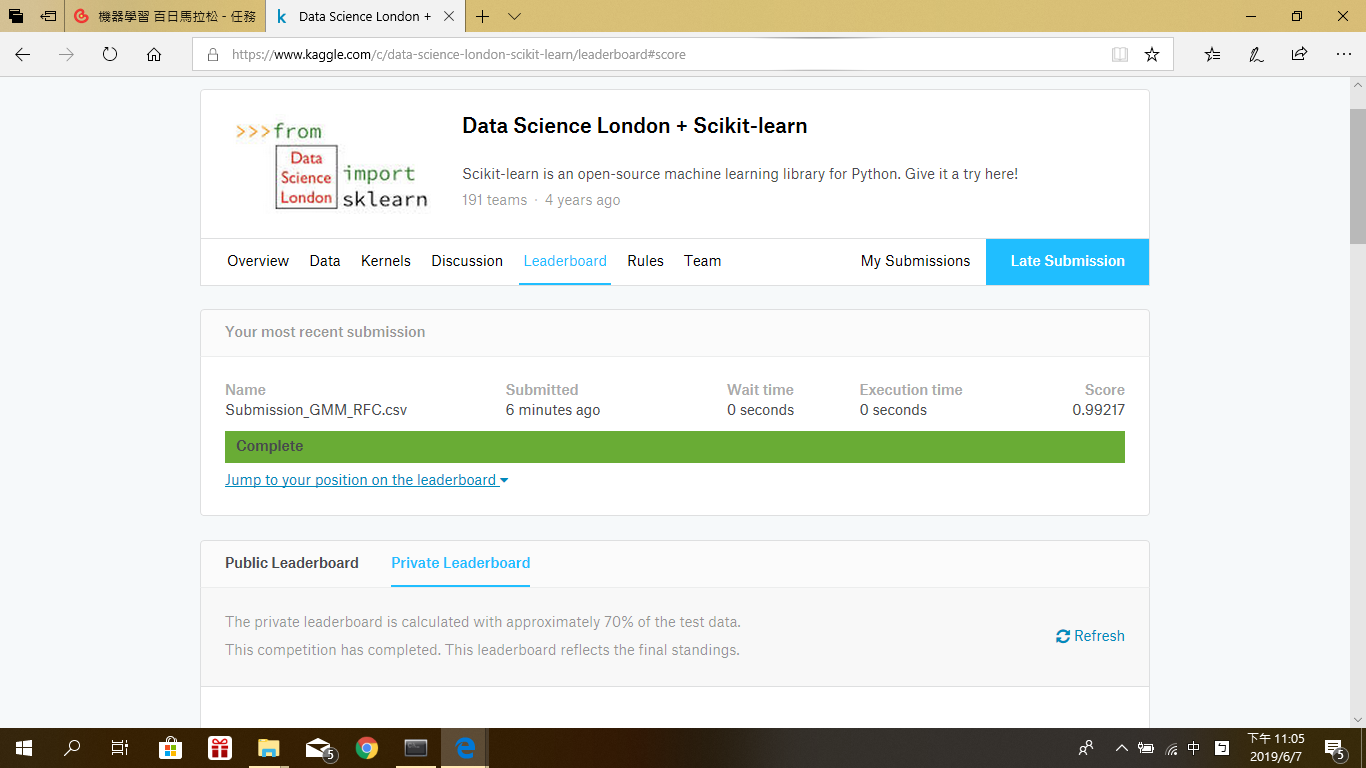 機器學習 百日馬拉松 - 任務
Data Science London +
https://www.kaggle.com/c/data-science-london-scikit-learn/leaderboard#score
>>>from
Data
Science
London
import
sklearn
Data Science London + Scikit-learn
Scikit-learn is an open-source machine learning library for Python. Give it a try here!
191 teams · 4 years ago
Overview Data Kernels Discussion Leaderboard Rules Team My Submissions Late Submission
Your most recent submission
Name Submitted Wait time Execution time Score
Submission_GMM_RFC.csv 6 minutes ago 0 seconds 0 seconds 0.99217
Complete
Jump to your position on the leaderboard
Public Leaderboard Private Leaderboard
The private leaderboard is calculated with approximately 70% of the test data.
This competition has completed. This leaderboard reflects the final standings.
Refresh
5
中
下午 11:05
2019/6/7
5